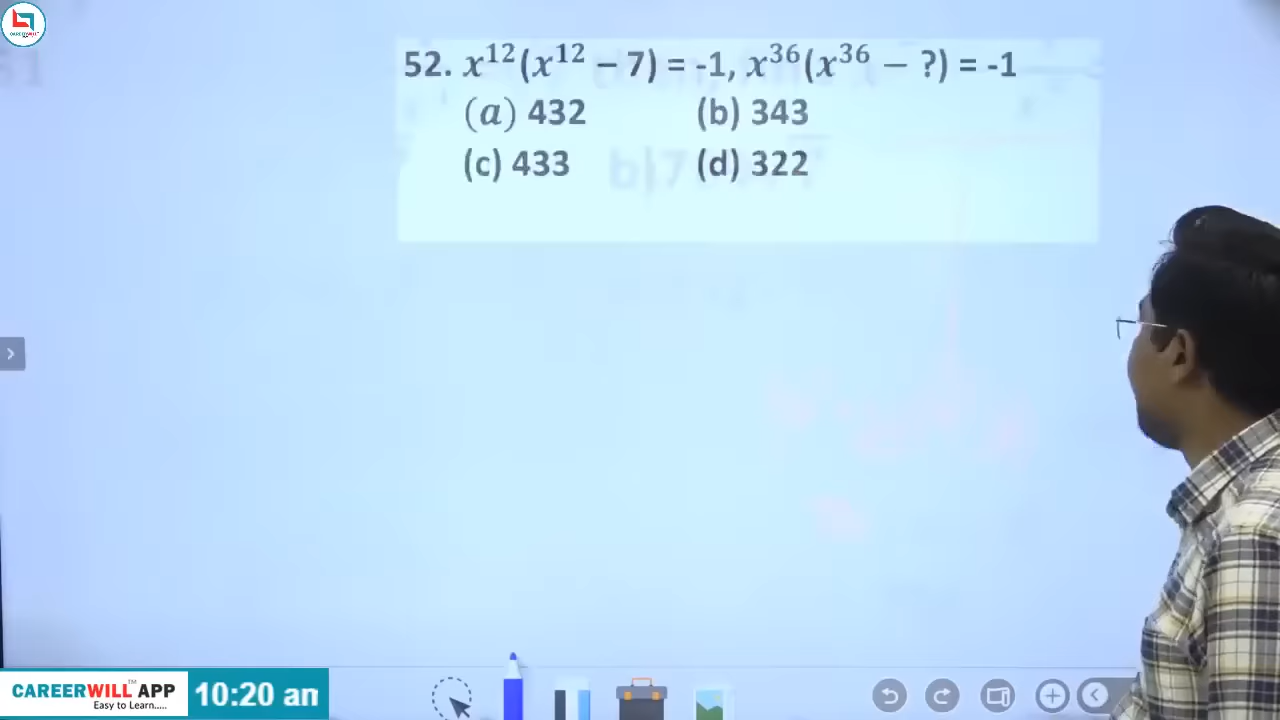 CAREERWILL
52. x¹²(x¹² – 7) = -1, x³⁶(x³⁶ – ?) = -1
(a) 432 (b) 343
(c) 433 (d) 322
CAREERWILL™ APP
Easy to Learn.....
10:20 an